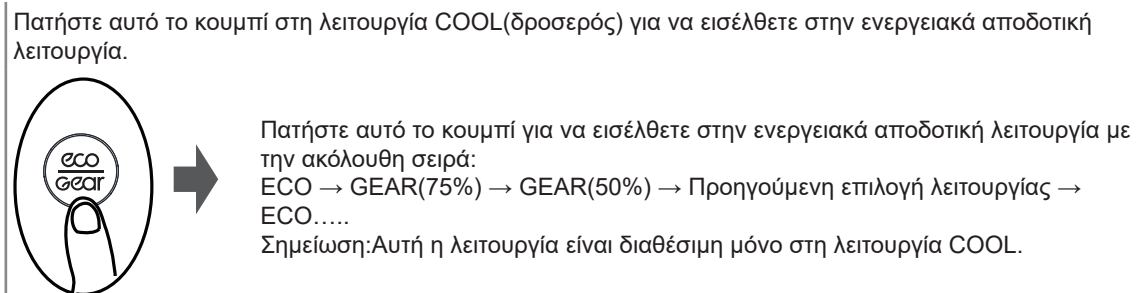 Πατήστε αυτό το κουμπί στη λειτουργία COOL(δροσερός) για να εισέλθετε στην ενεργειακά αποδοτική
λειτουργία.
eco
Gear
Πατήστε αυτό το κουμπί για να εισέλθετε στην ενεργειακά αποδοτική λειτουργία με
την ακόλουθη σειρά:
ECO → GEAR(75%) → GEAR(50%) → Προηγούμενη επιλογή λειτουργίας →
ECO.....
Σημείωση:Αυτή η λειτουργία είναι διαθέσιμη μόνο στη λειτουργία COOL.